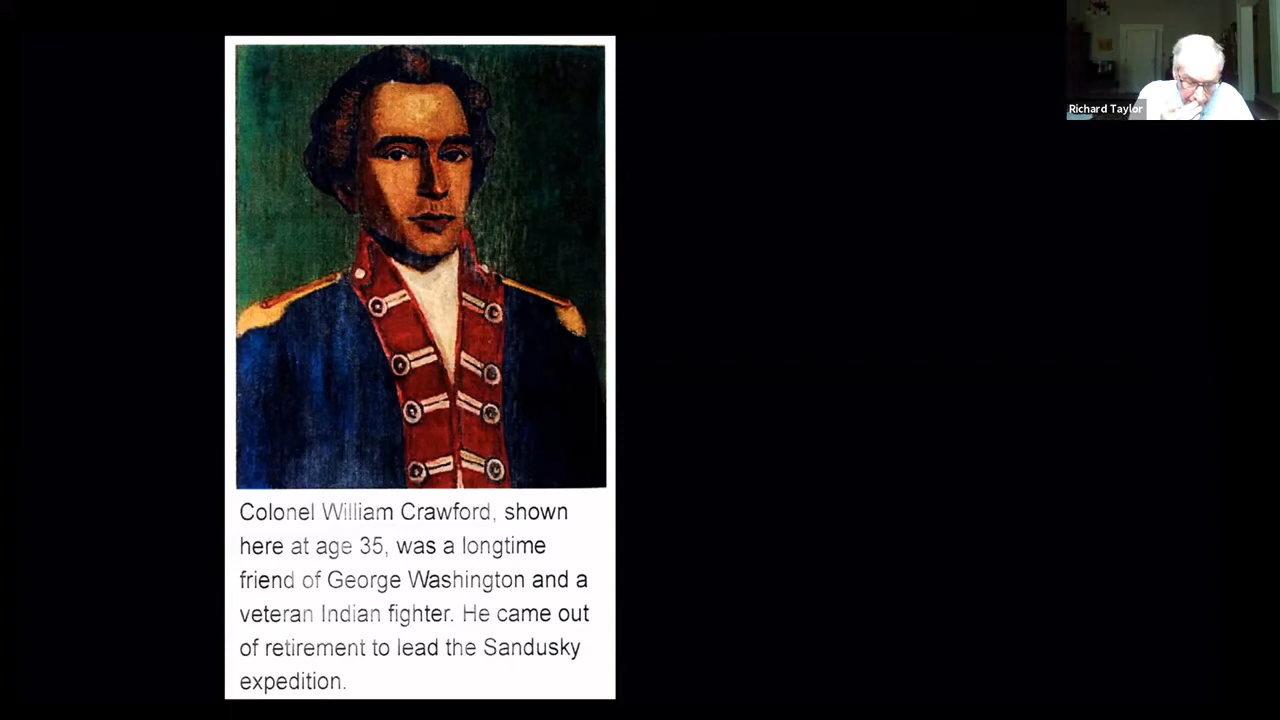 Richard Taylor
Colonel William Crawford, shown
here at age 35, was a longtime
friend of George Washington and a
veteran Indian fighter. He came out
of retirement to lead the Sandusky
expedition.